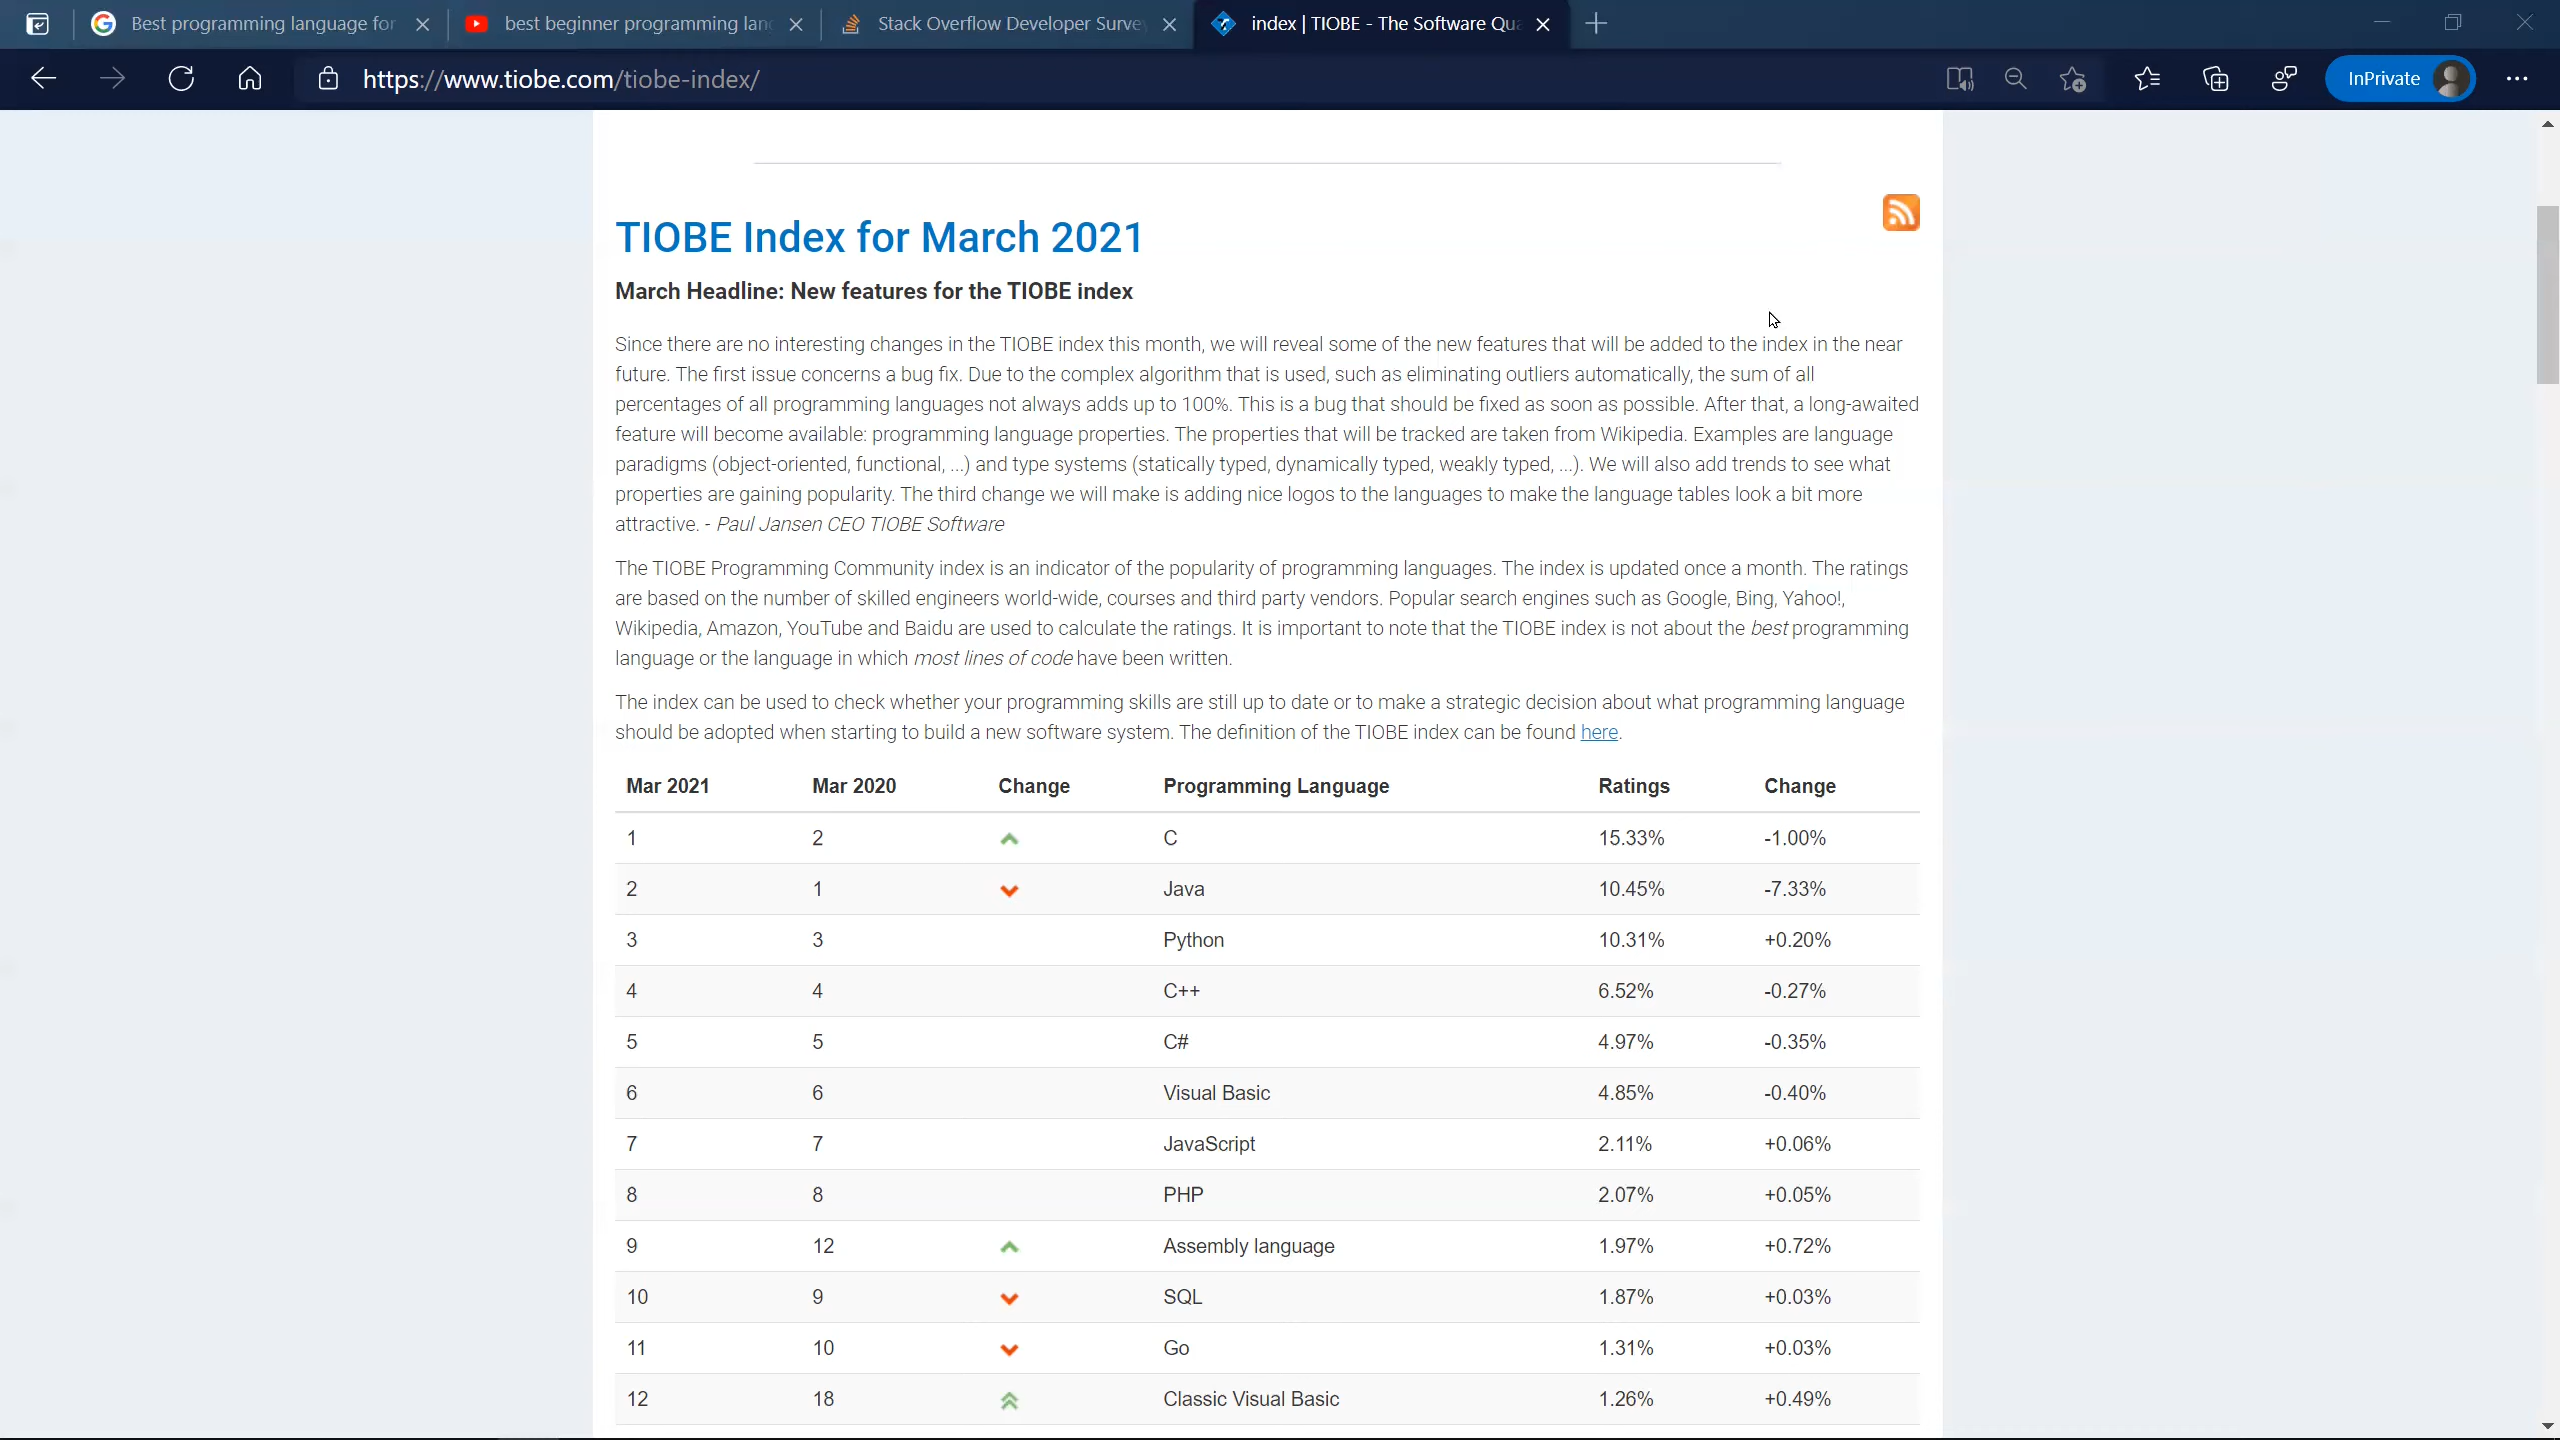 Best programming language for
best beginner programming lan
Stack Overflow Developer Surve
index | TIOBE - The Software Qua
https://www.tiobe.com/tiobe-index/
InPrivate
TIOBE Index for March 2021
March Headline: New features for the TIOBE index
Since there are no interesting changes in the TIOBE index this month, we will reveal some of the new features that will be added to the index in the near
future. The first issue concerns a bug fix. Due to the complex algorithm that is used, such as eliminating outliers automatically, the sum of all
percentages of all programming languages not always adds up to 100%. This is a bug that should be fixed as soon as possible. After that, a long-awaited
feature will become available: programming language properties. The properties that will be tracked are taken from Wikipedia. Examples are language
paradigms (object-oriented, functional, ...) and type systems (statically typed, dynamically typed, weakly typed, ...). We will also add trends to see what
properties are gaining popularity. The third change we will make is adding nice logos to the languages to make the language tables look a bit more
attractive. - Paul Jansen CEO TIOBE Software
The TIOBE Programming Community index is an indicator of the popularity of programming languages. The index is updated once a month. The ratings
are based on the number of skilled engineers world-wide, courses and third party vendors. Popular search engines such as Google, Bing, Yahoo!,
Wikipedia, Amazon, YouTube and Baidu are used to calculate the ratings. It is important to note that the TIOBE index is not about the best programming
language or the language in which most lines of code have been written.
The index can be used to check whether your programming skills are still up to date or to make a strategic decision about what programming language
should be adopted when starting to build a new software system. The definition of the TIOBE index can be found here.
Mar 2021 Mar 2020 Change Programming Language Ratings Change
1 2 C 15.33% -1.00%
2 1 Java 10.45% -7.33%
3 3 Python 10.31% +0.20%
4 4 C++ 6.52% -0.27%
5 5 C# 4.97% -0.35%
6 6 Visual Basic 4.85% -0.40%
7 7 JavaScript 2.11% +0.06%
8 8 PHP 2.07% +0.05%
9 12 Assembly language 1.97% +0.72%
10 9 SQL 1.87% +0.03%
11 10 Go 1.31% +0.03%
12 18 Classic Visual Basic 1.26% +0.49%